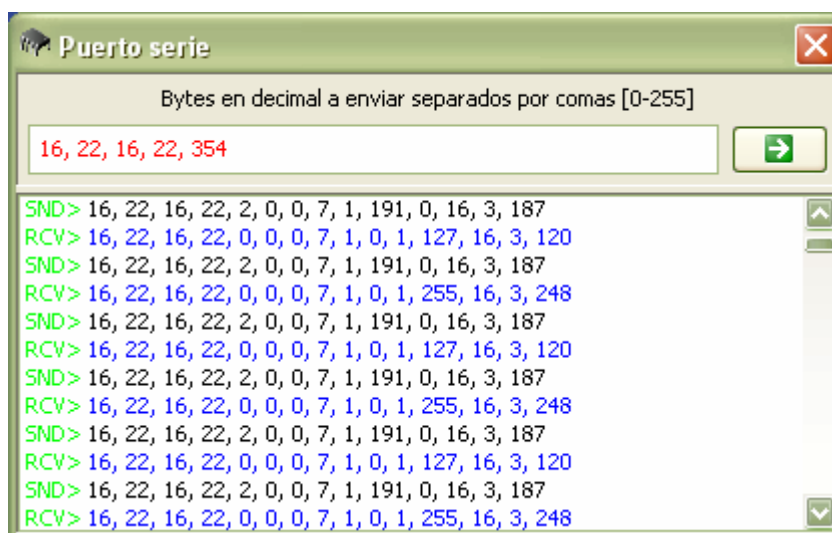 Puerto serie
Bytes en decimal a enviar separados por comas [0-255]
16, 22, 16, 22, 354
SND> 16, 22, 16, 22, 2, 0, 0, 7, 1, 191, 0, 16, 3, 187
RCV> 16, 22, 16, 22, 0, 0, 0, 7, 1, 0, 1, 127, 16, 3, 120
SND> 16, 22, 16, 22, 2, 0, 0, 7, 1, 191, 0, 16, 3, 187
RCV> 16, 22, 16, 22, 0, 0, 0, 7, 1, 0, 1, 255, 16, 3, 248
SND> 16, 22, 16, 22, 2, 0, 0, 7, 1, 191, 0, 16, 3, 187
RCV> 16, 22, 16, 22, 0, 0, 0, 7, 1, 0, 1, 127, 16, 3, 120
SND> 16, 22, 16, 22, 2, 0, 0, 7, 1, 191, 0, 16, 3, 187
RCV> 16, 22, 16, 22, 0, 0, 0, 7, 1, 0, 1, 255, 16, 3, 248
SND> 16, 22, 16, 22, 2, 0, 0, 7, 1, 191, 0, 16, 3, 187
RCV> 16, 22, 16, 22, 0, 0, 0, 7, 1, 0, 1, 127, 16, 3, 120
SND> 16, 22, 16, 22, 2, 0, 0, 7, 1, 191, 0, 16, 3, 187
RCV> 16, 22, 16, 22, 0, 0, 0, 7, 1, 0, 1, 255, 16, 3, 248